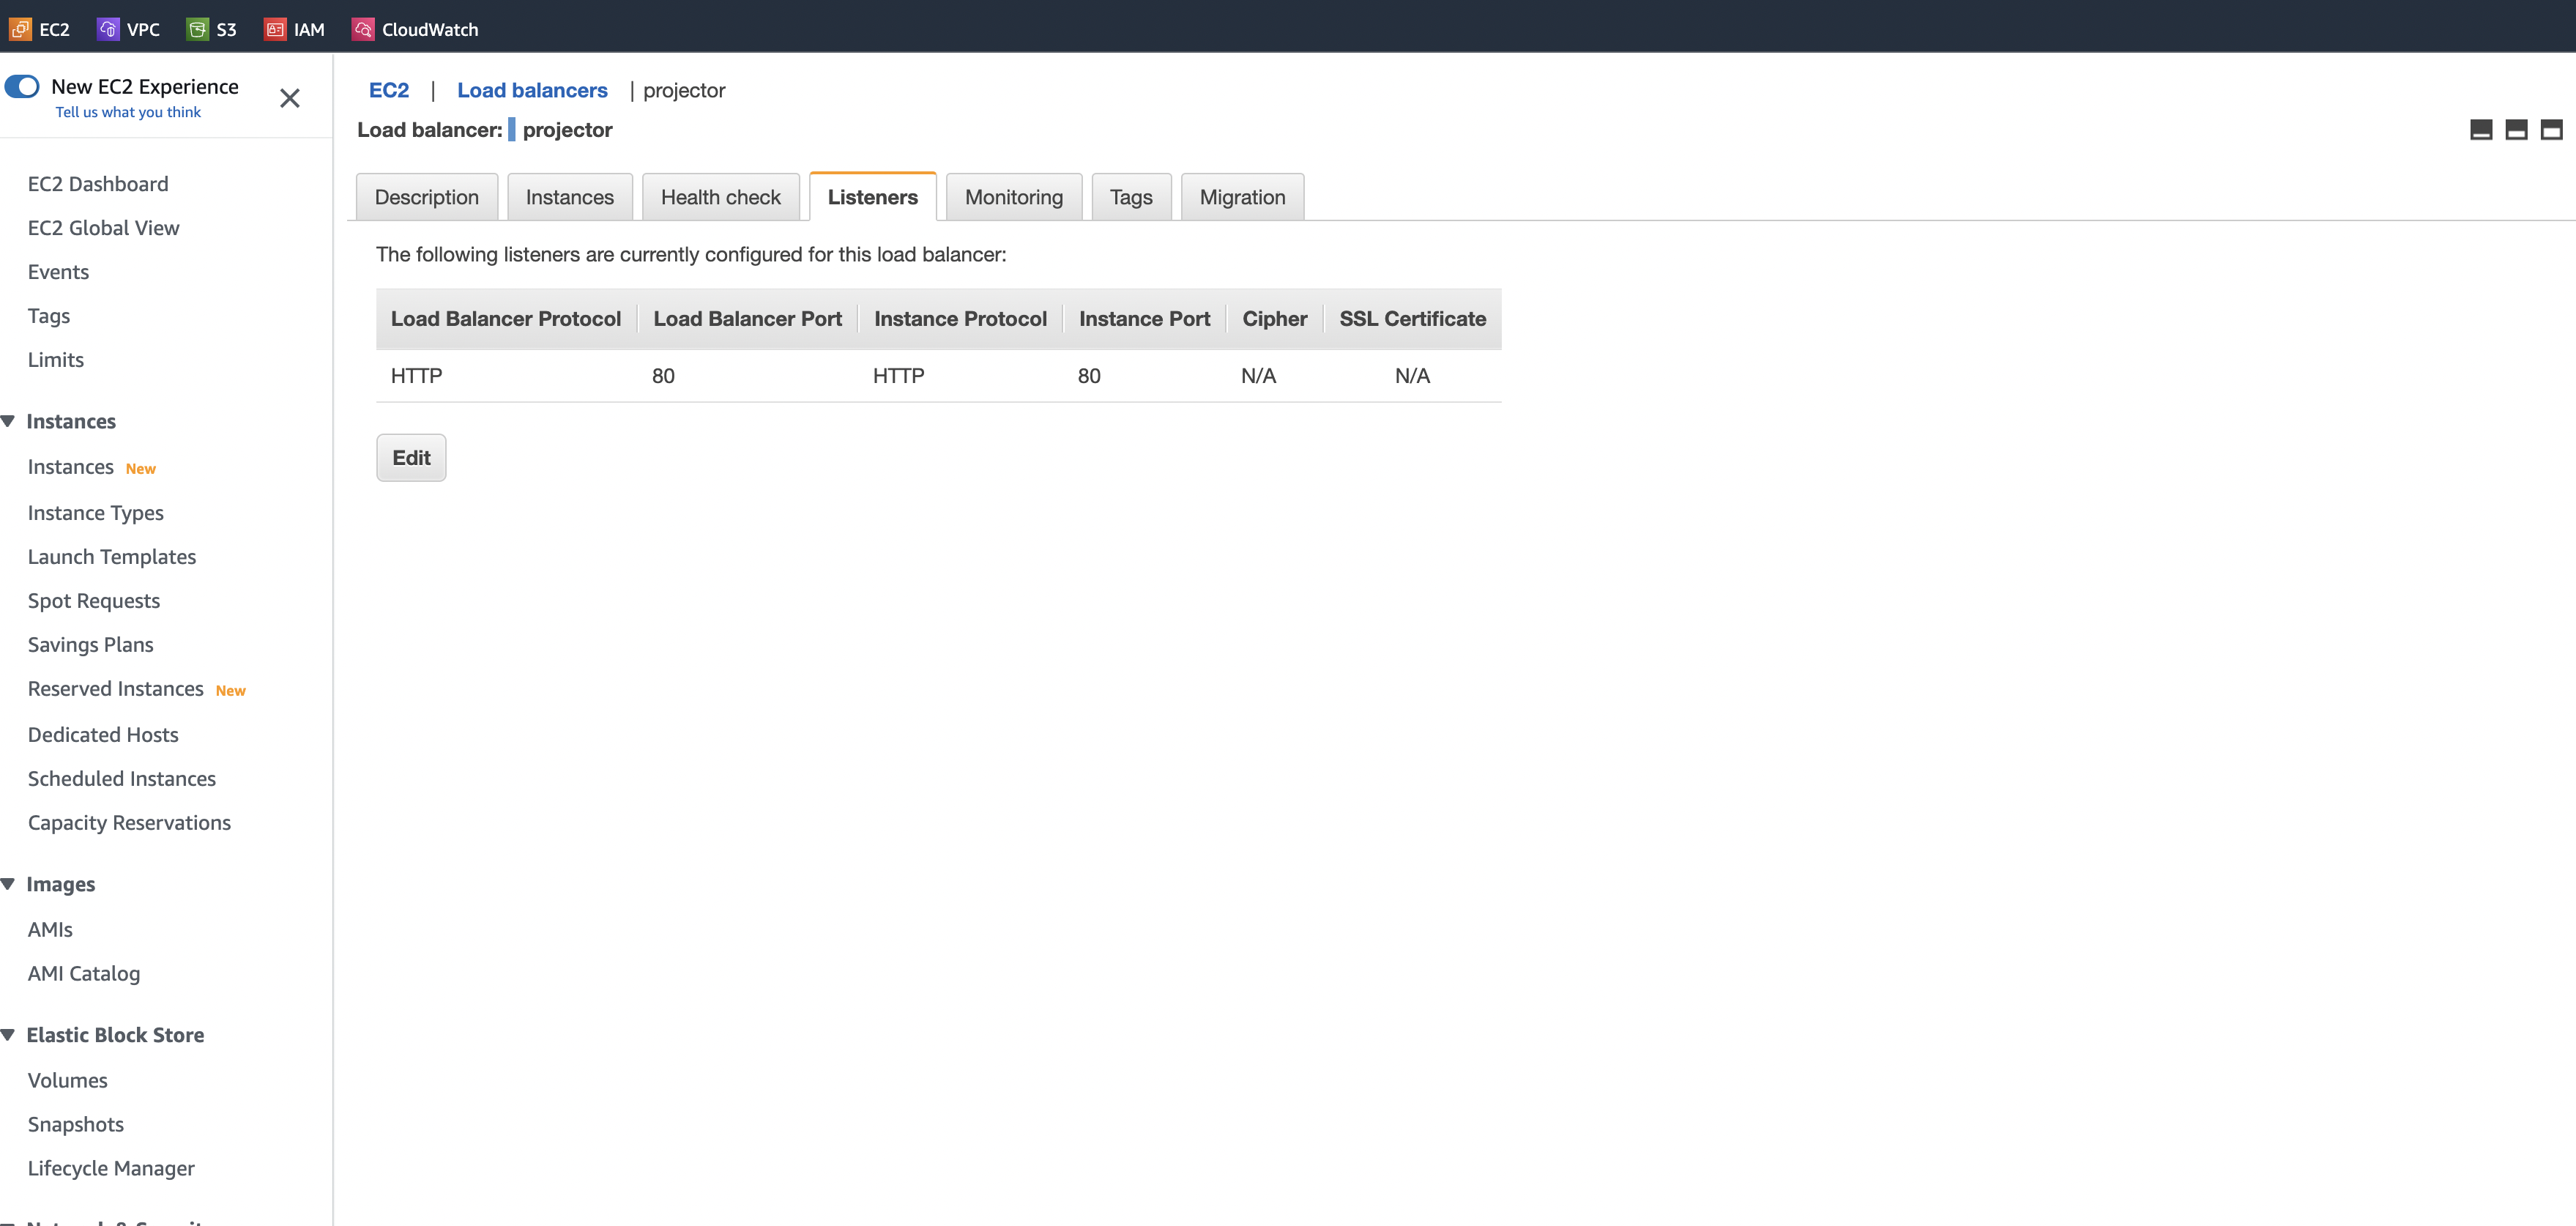 EC2 VPC S3 IAM CloudWatch
New EC2 Experience
Tell us what you think
EC2 Dashboard
EC2 Global View
Events
Tags
Limits
Instances
Instances New
Instance Types
Launch Templates
Spot Requests
Savings Plans
Reserved Instances New
Dedicated Hosts
Scheduled Instances
Capacity Reservations
Images
AMIs
AMI Catalog
Elastic Block Store
Volumes
Snapshots
Lifecycle Manager
EC2 | Load balancers | projector
Load balancer: projector
Description Instances Health check Listeners Monitoring Tags Migration
The following listeners are currently configured for this load balancer:
Load Balancer Protocol Load Balancer Port Instance Protocol Instance Port Cipher SSL Certificate
HTTP 80 HTTP 80 N/A N/A
Edit